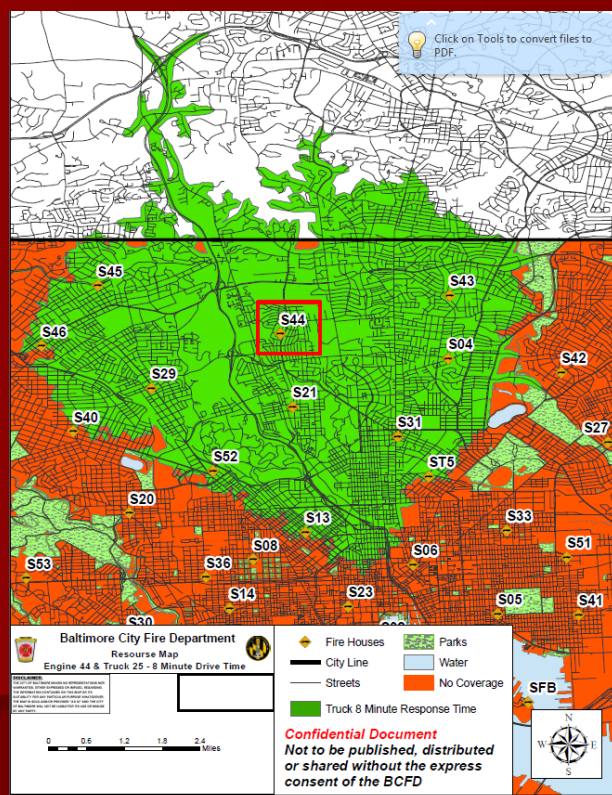 Click on Tools to convert files to
PDF.
S45
S43
S44
S46
S04
S42
S29
S21
S40
S31
S27
S52
ST5
S20
S13
S33
S08
S06
S51
S36
S53
S14
S23
S05
S41
S30
SFB
Baltimore City Fire Department
Resourse Map
Engine 44 & Truck 25 - 8 Minute Drive Time
DISCLAIMER:
0 0.6 1.2 1.8 2.4
Miles
Fire Houses
City Line
Streets
Truck 8 Minute Response Time
Parks
Water
No Coverage
Confidential Document
Not to be published, distributed
or shared without the express
consent of the BCFD
N
W E
S